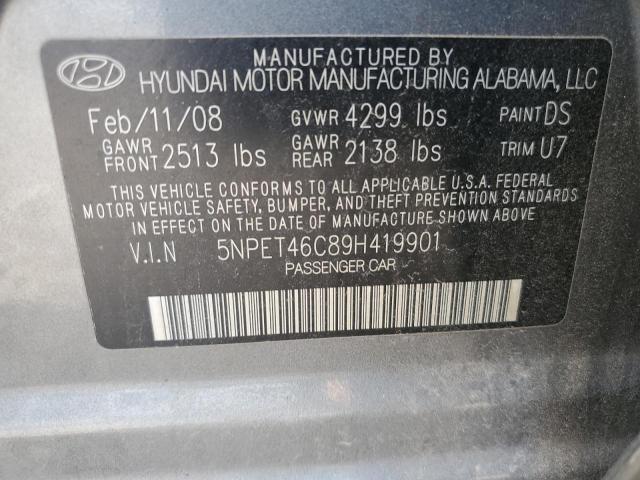 MANUFACTURED BY
HYUNDAI MOTOR MANUFACTURING ALABAMA, LLC
Feb/11/08 GVWR 4299 lbs PAINT DS
GAWR FRONT 2513 lbs GAWR REAR 2138 lbs TRIM U7
THIS VEHICLE CONFORMS TO ALL APPLICABLE U.S.A. FEDERAL
MOTOR VEHICLE SAFETY, BUMPER, AND THEFT PREVENTION STANDARDS
IN EFFECT ON THE DATE OF MANUFACTURE SHOWN ABOVE
V.I.N 5NPET46C89H419901
PASSENGER CAR